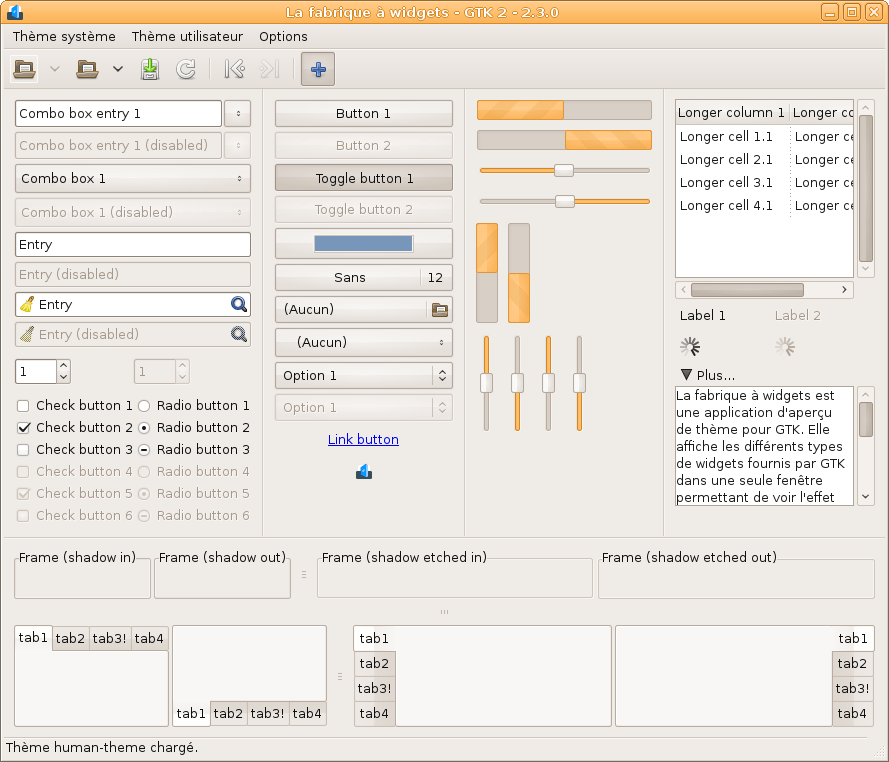 La fabrique à widgets - GTK 2 - 2.3.0
Thème système Thème utilisateur Options
Combo box entry 1
Combo box entry 1 (disabled)
Combo box 1
Combo box 1 (disabled)
Entry
Entry (disabled)
Entry
Entry (disabled)
1 1
Check button 1 Radio button 1
Check button 2 Radio button 2
Check button 3 Radio button 3
Check button 4 Radio button 4
Check button 5 Radio button 5
Check button 6 Radio button 6
Button 1
Button 2
Toggle button 1
Toggle button 2
Sans 12
(Aucun)
(Aucun)
Option 1
Option 1
Link button
Longer column 1 Longer co
Longer cell 1.1 Longer ce
Longer cell 2.1 Longer ce
Longer cell 3.1 Longer ce
Longer cell 4.1 Longer ce
Label 1 Label 2
Plus...
La fabrique à widgets est
une application d'aperçu
de thème pour GTK. Elle
affiche les différents types
de widgets fournis par GTK
dans une seule fenêtre
permettant de voir l'effet
Frame (shadow in) Frame (shadow out) Frame (shadow etched in) Frame (shadow etched out)
tab1 tab2 tab3! tab4
tab1 tab2 tab3! tab4
tab1
tab2
tab3!
tab4
tab1
tab2
tab3!
tab4
Thème human-theme chargé.